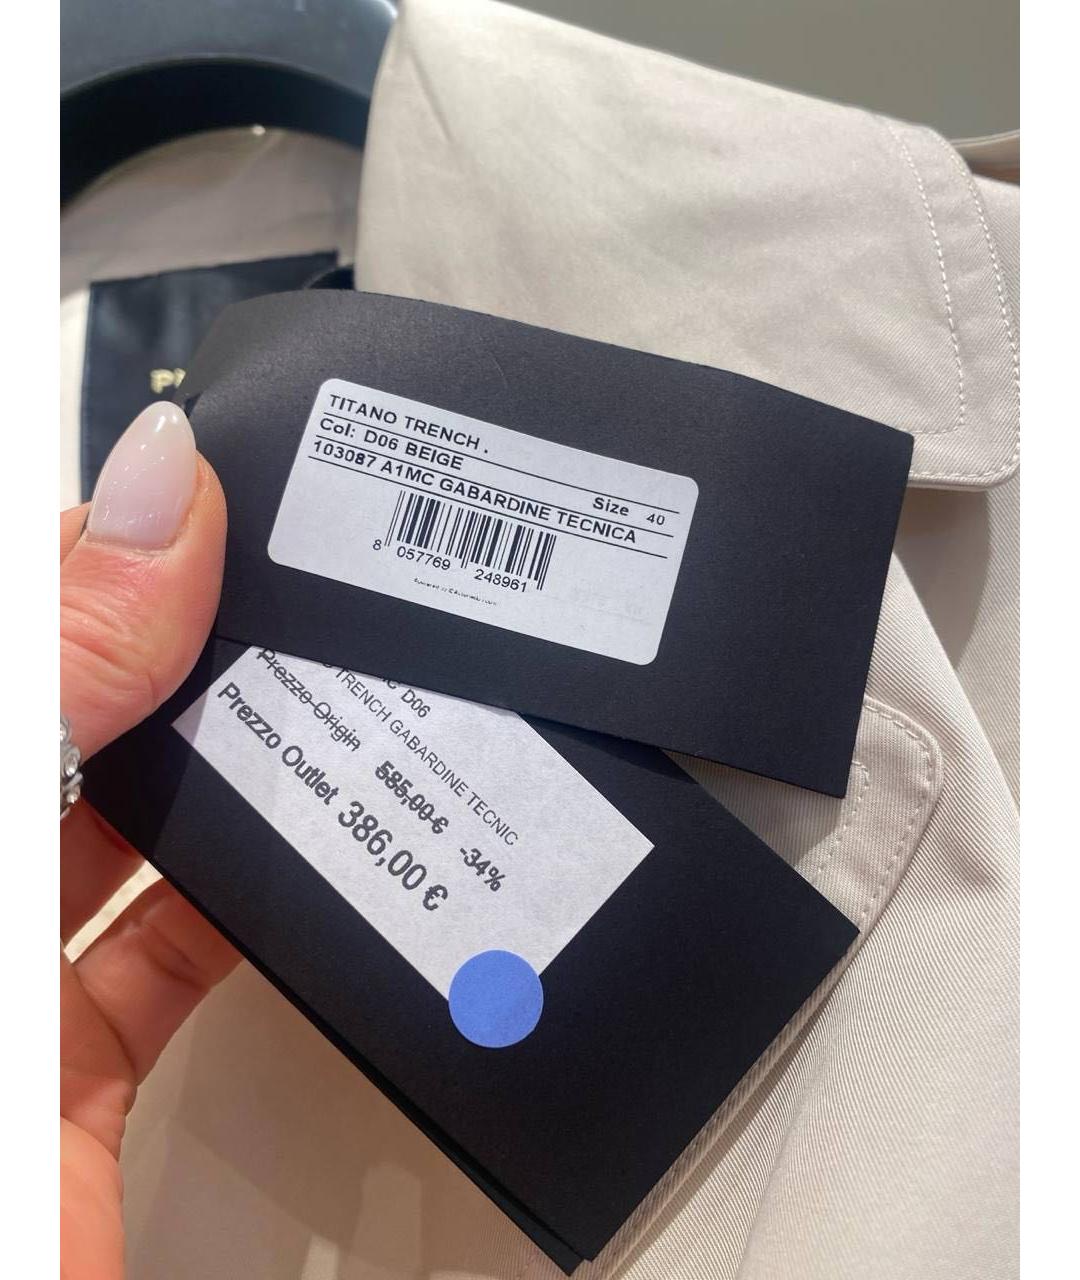 TITANO TRENCH .
Col: D06 BEIGE
Size 40
103087 A1MC GABARDINE TECNICA
8 057769 248961
D06
TRENCH GABARDINE TECNIC
Prezzo Origin 585,00 € -34%
Prezzo Outlet 386,00 €